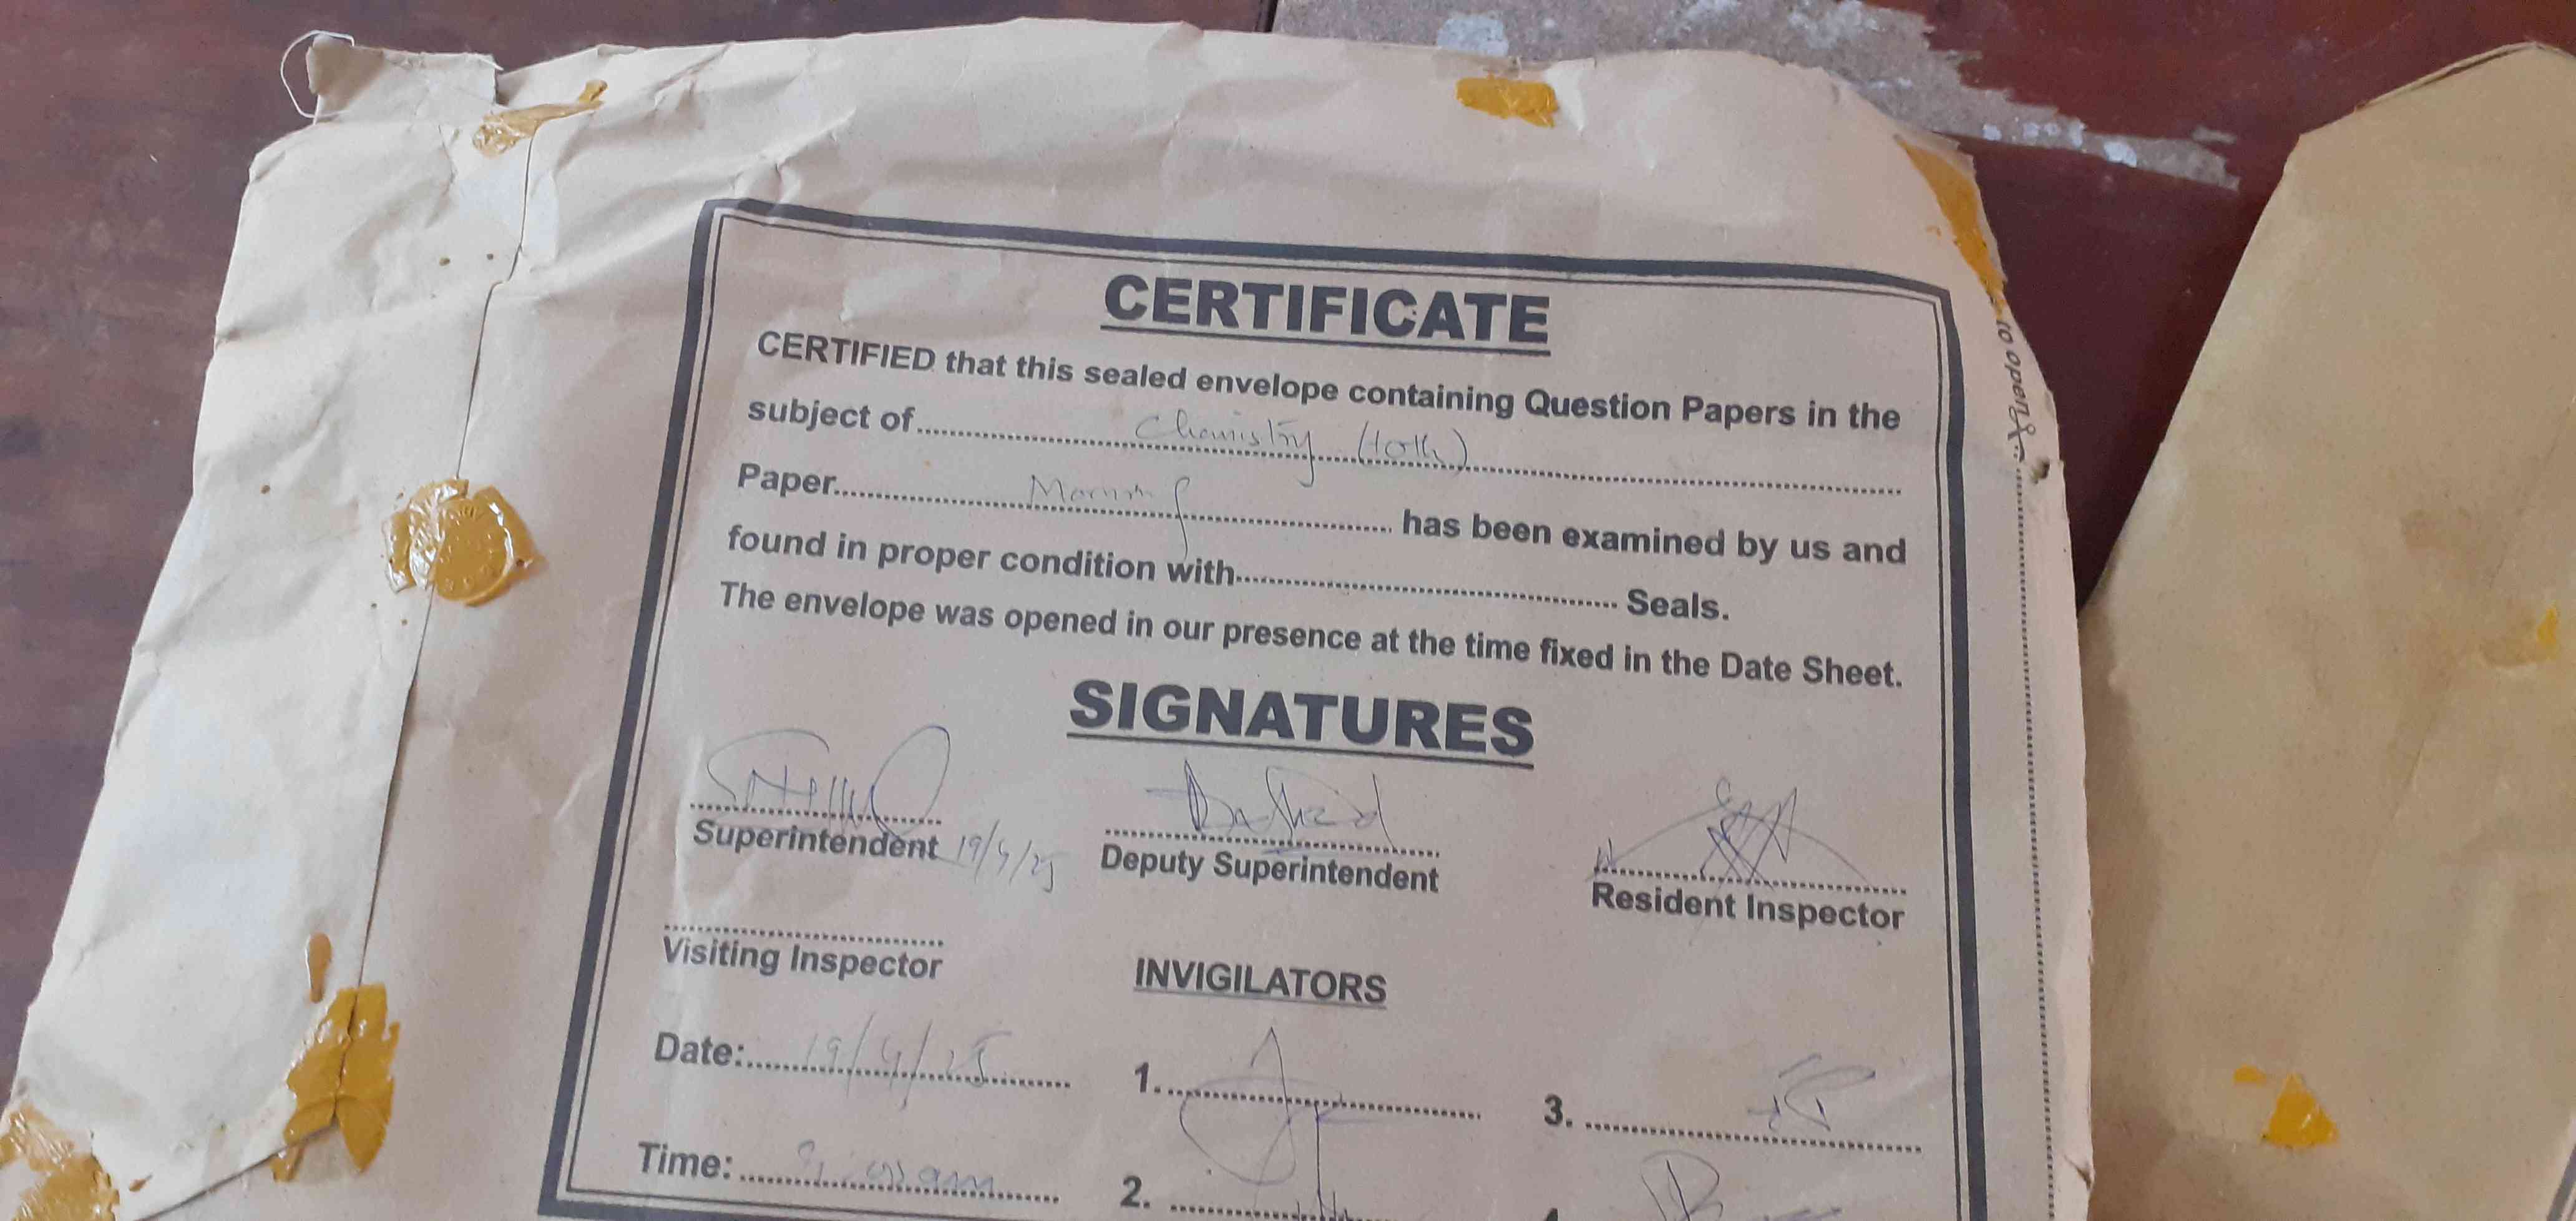 CERTIFICATE
CERTIFIED that this sealed envelope containing Question Papers in the
subject of Chemistry (10th)
Paper Morning has been examined by us and
found in proper condition with Seals.
The envelope was opened in our presence at the time fixed in the Date Sheet.
SIGNATURES
Superintendent 19/4/25
Deputy Superintendent
Resident Inspector
Visiting Inspector
INVIGILATORS
Date: 19/4/25
1.
3.
Time:
2.
to open